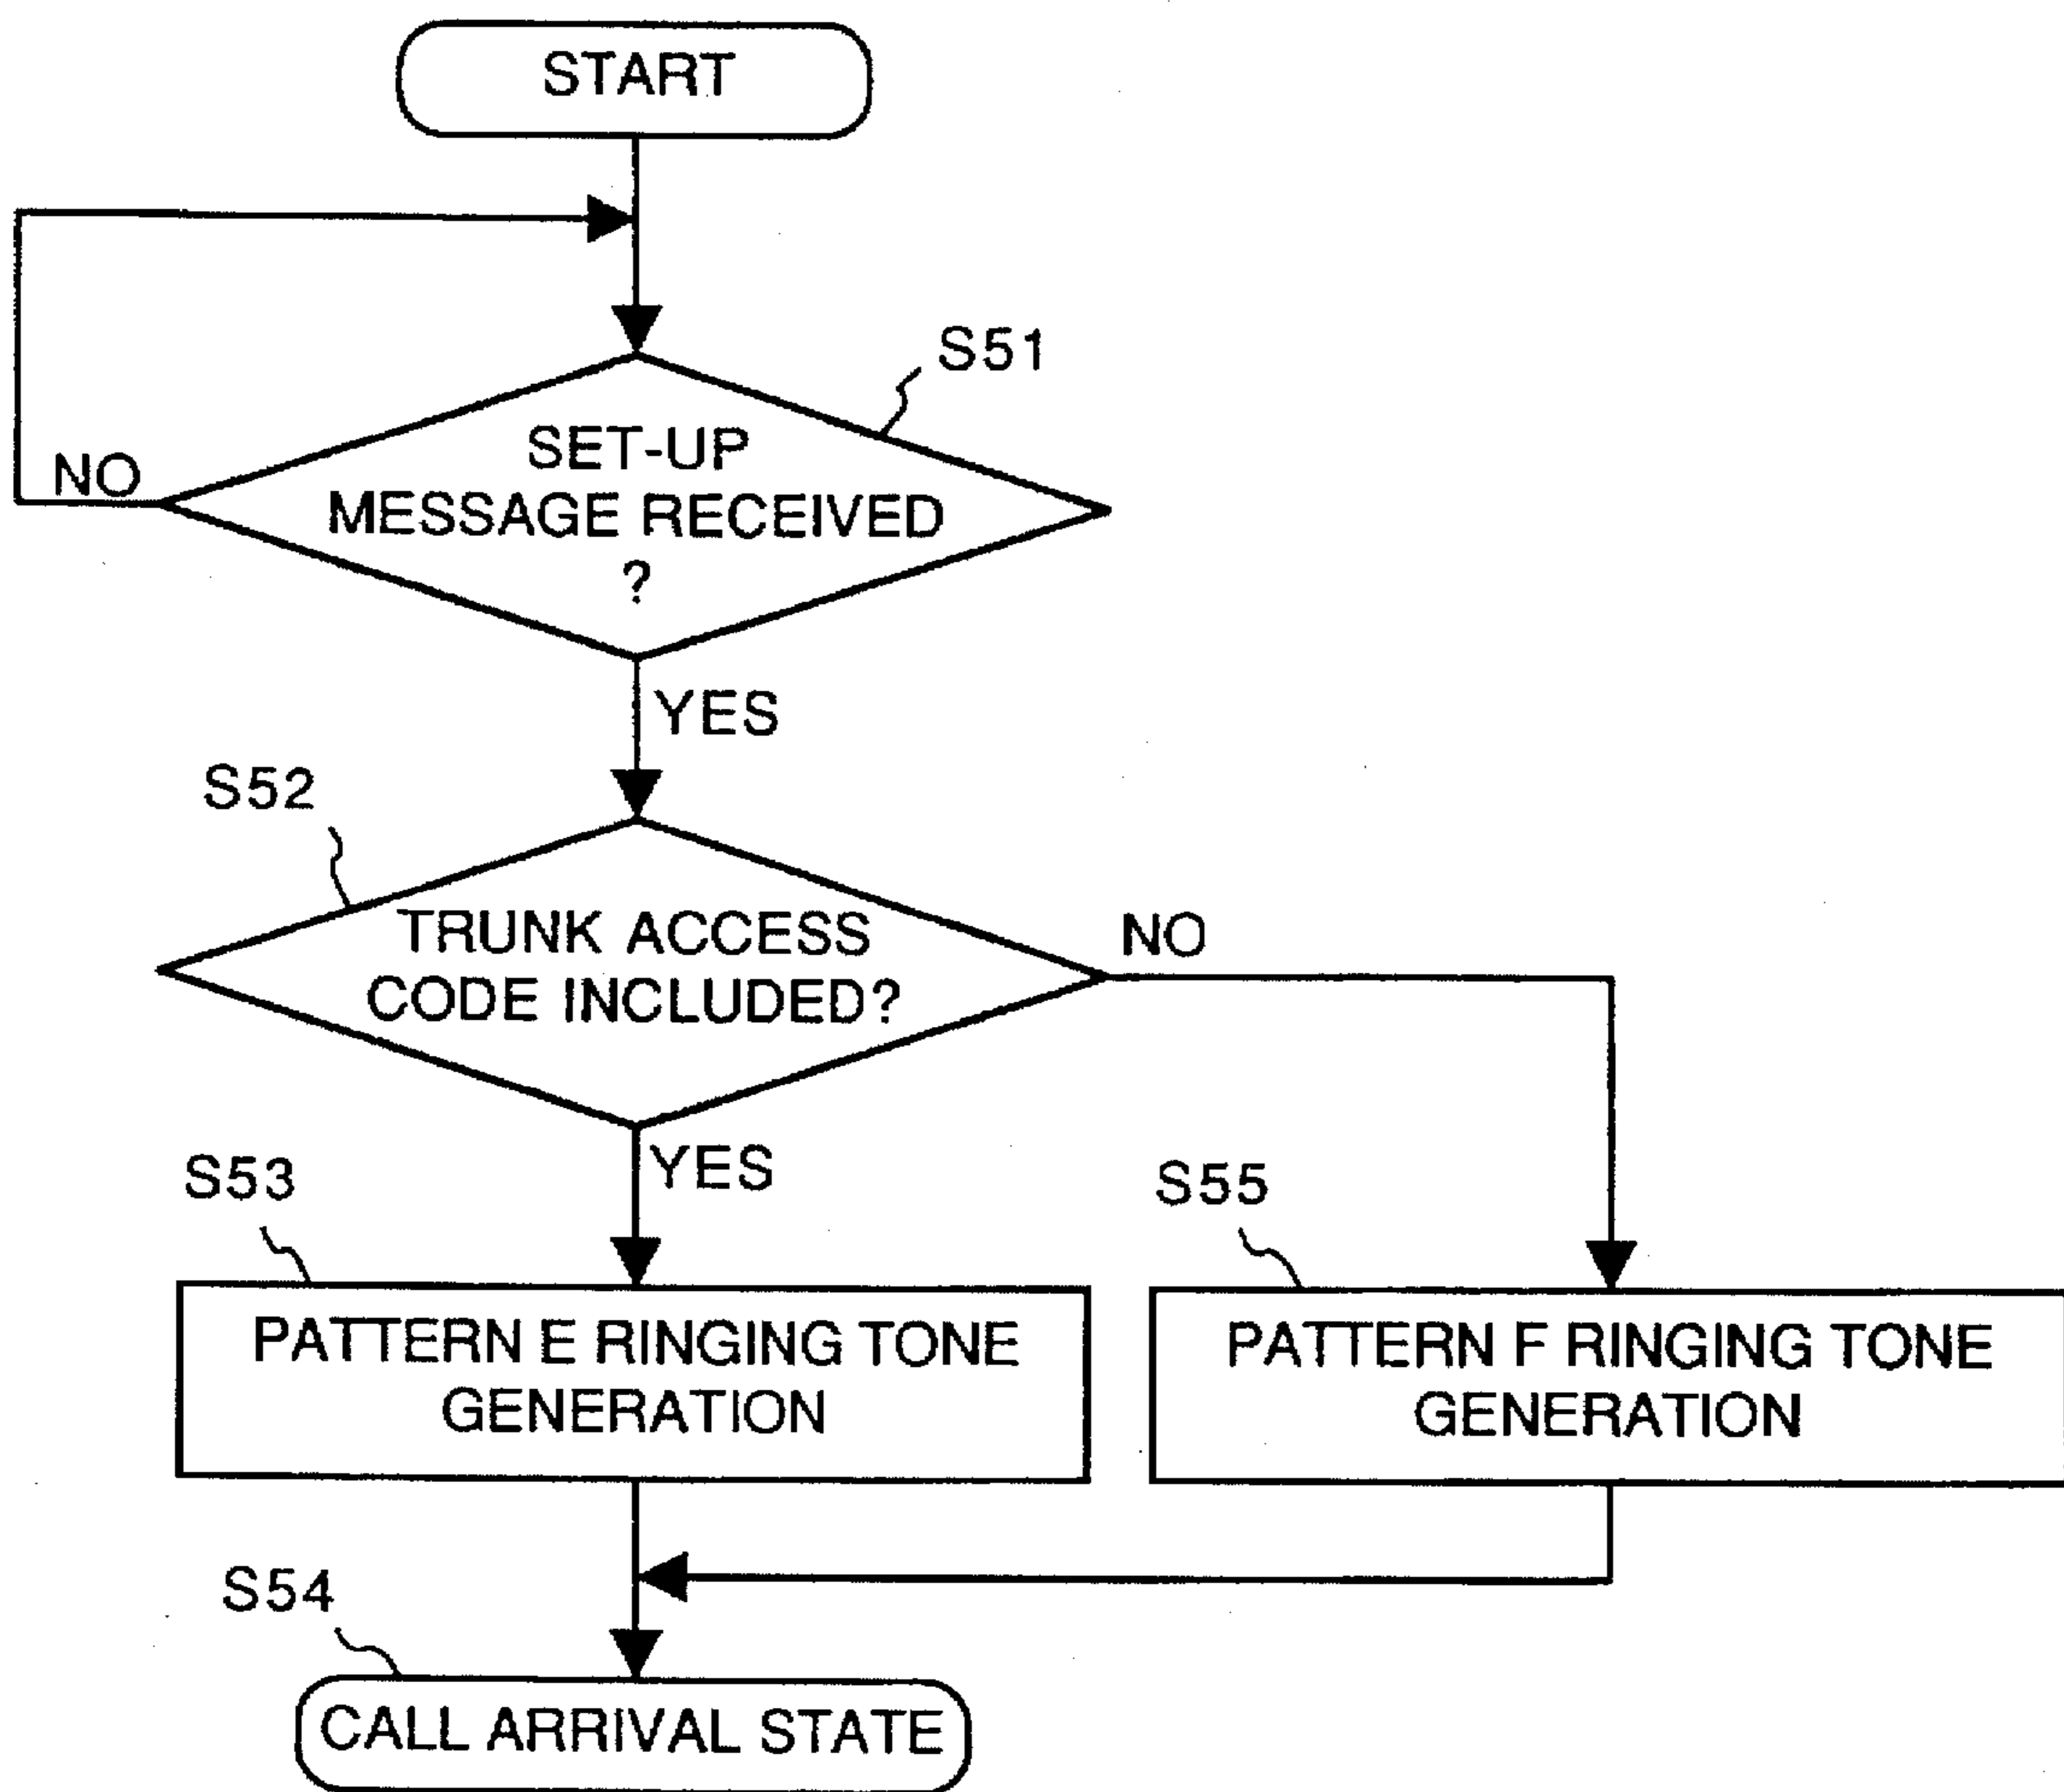 START
S51
SET-UP
MESSAGE RECEIVED
?
NO
YES
S52
TRUNK ACCESS
CODE INCLUDED?
NO
YES
S53
PATTERN E RINGING TONE
GENERATION
S55
PATTERN F RINGING TONE
GENERATION
S54
CALL ARRIVAL STATE